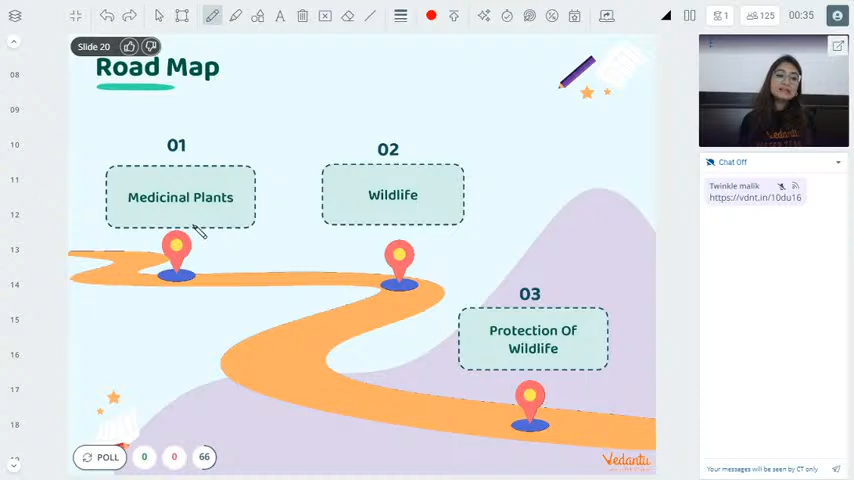 1
125
00:35
Slide 20
Road Map
08
09
10
11
12
13
14
15
16
17
18
01
Medicinal Plants
02
Wildlife
03
Protection Of
Wildlife
POLL
0
0
66
Vedantu
Vedantu
Chat Off
Twinkle malik
https://vdnt.in/10du16
Your messages will be seen by CT only